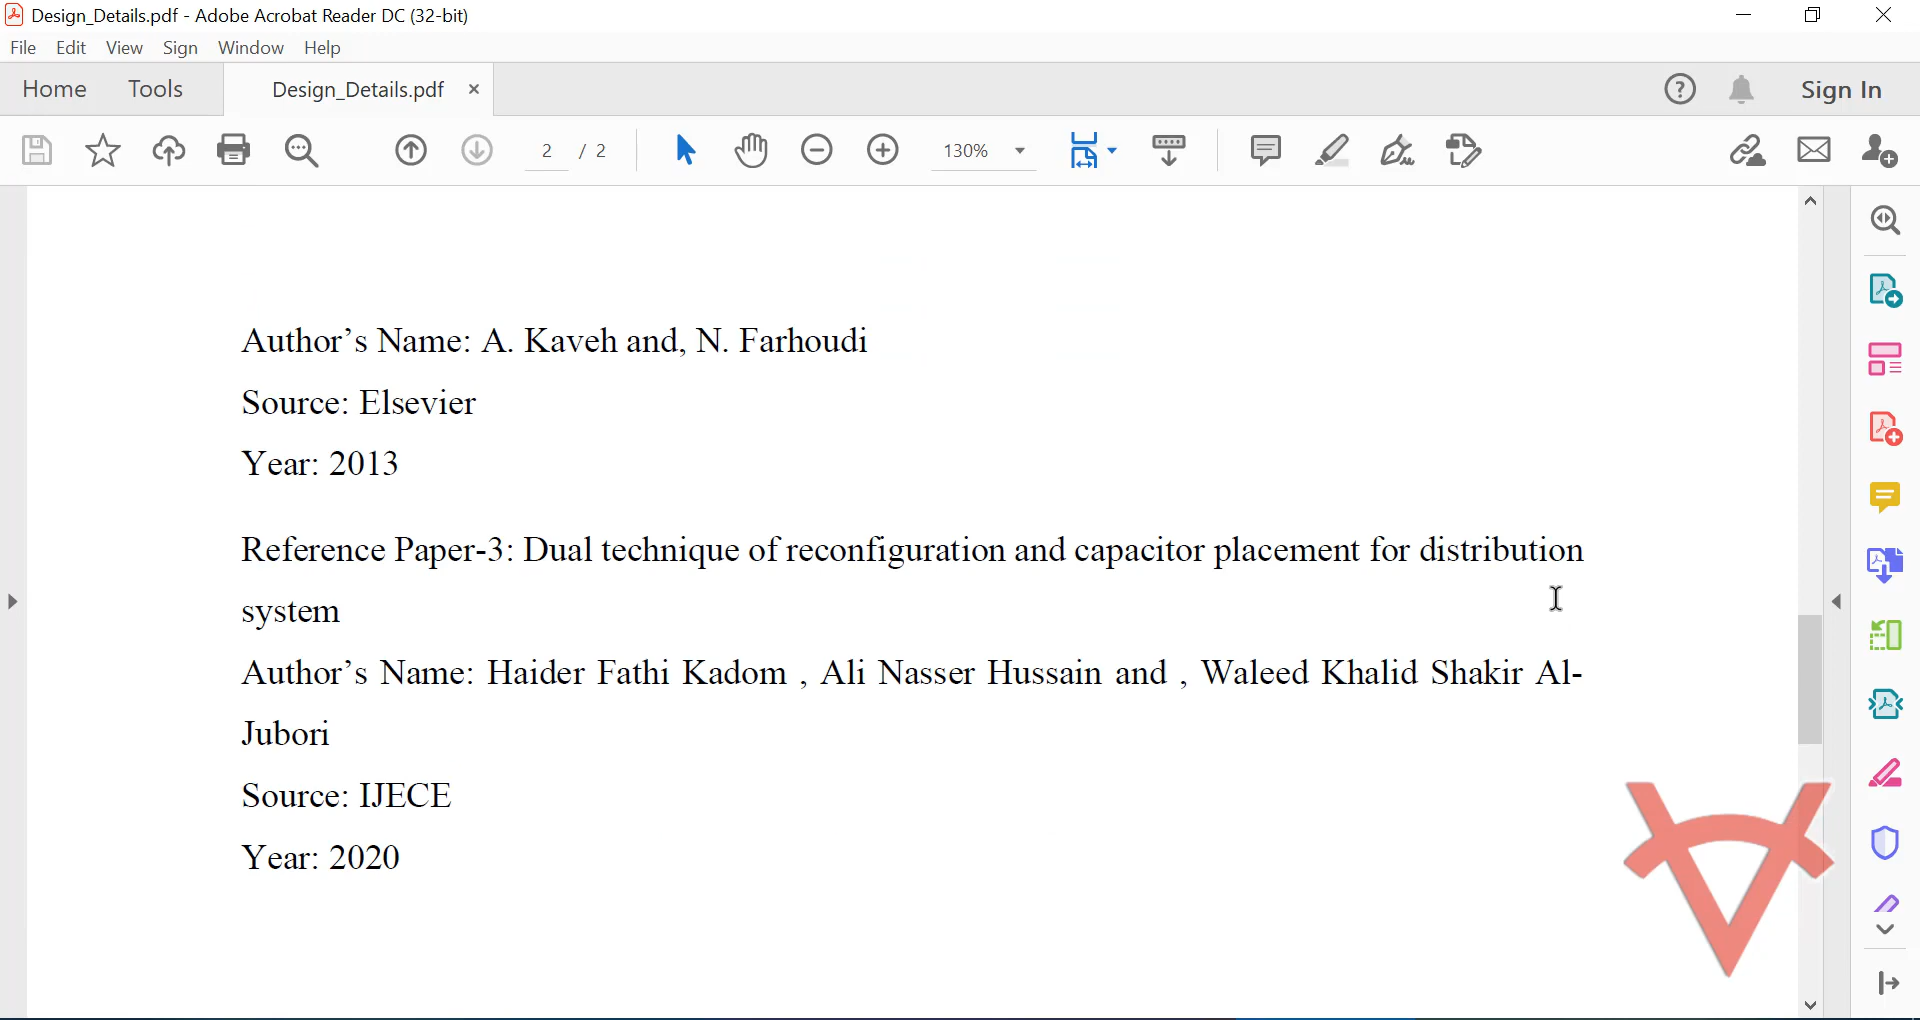 Design_Details.pdf - Adobe Acrobat Reader DC (32-bit)
File Edit View Sign Window Help
Home Tools Design_Details.pdf × Sign In
2 / 2 130%
Author’s Name: A. Kaveh and, N. Farhoudi
Source: Elsevier
Year: 2013
Reference Paper-3: Dual technique of reconfiguration and capacitor placement for distribution
system
Author’s Name: Haider Fathi Kadom , Ali Nasser Hussain and , Waleed Khalid Shakir Al-
Jubori
Source: IJECE
Year: 2020